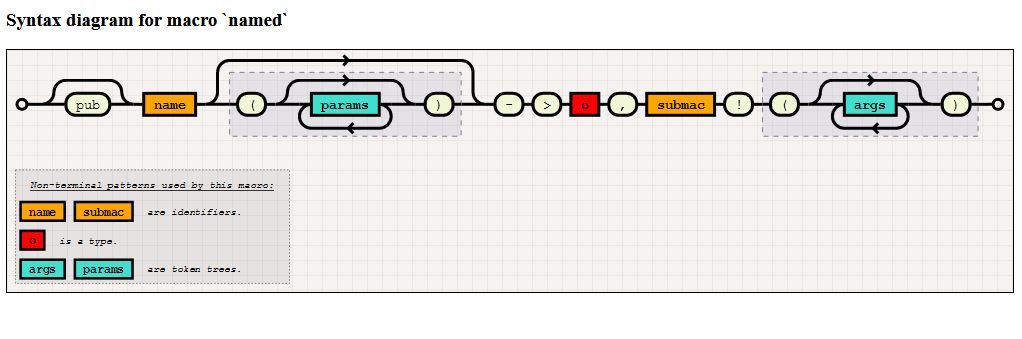 Syntax diagram for macro `named`
pub name ( params ) - > o , submac ! ( args )
Non-terminal patterns used by this macro:
name submac are identifiers.
o is a type.
args params are token trees.